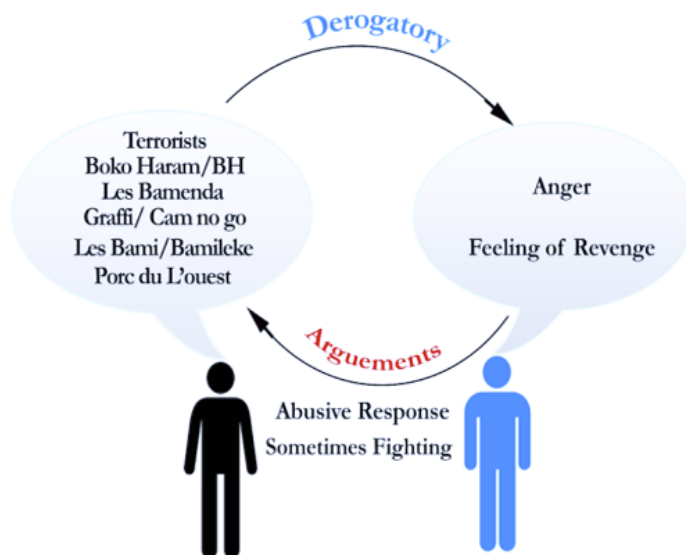 Derogatory
Terrorists
Boko Haram/BH
Les Bamenda
Graffi/ Cam no go
Les Bami/Bamileke
Porc du L'ouest
Anger
Feeling of Revenge
Arguements
Abusive Response
Sometimes Fighting